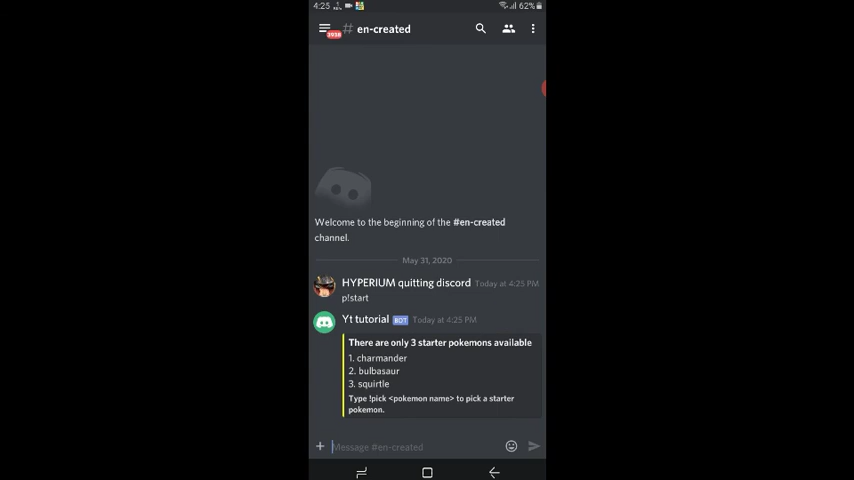 4:25 62%
3938 # en-created
Welcome to the beginning of the #en-created
channel.
May 31, 2020
HYPERIUM quitting discord Today at 4:25 PM
p!start
Yt tutorial BOT Today at 4:25 PM
There are only 3 starter pokemons available
1. charmander
2. bulbasaur
3. squirtle
Type !pick <pokemon name> to pick a starter
pokemon.
Message #en-created